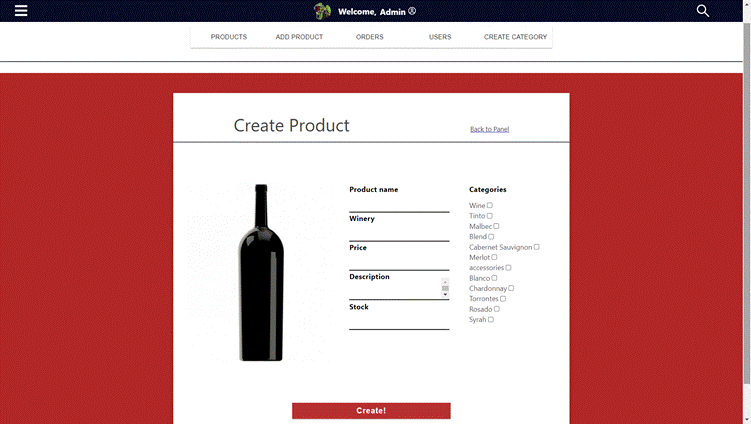 Welcome, Admin
PRODUCTS ADD PRODUCT ORDERS USERS CREATE CATEGORY
Create Product
Back to Panel
Product name
Winery
Price
Description
Stock
Categories
Wine
Tinto
Malbec
Blend
Cabernet Sauvignon
Merlot
accessories
Blanco
Chardonnay
Torrontes
Rosado
Syrah
Create!